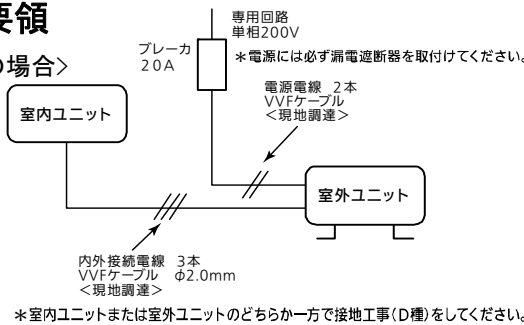 要領
の場合>
専用回路
単相200V
ブレーカ
20A
＊電源には必ず漏電遮断器を取付けてください。
電源電線 2本
VVFケーブル
<現地調達>
室内ユニット
室外ユニット
内外接続電線 3本
VVFケーブル φ2.0mm
<現地調達>
＊室内ユニットまたは室外ユニットのどちらか一方で接地工事(D種)をしてください。